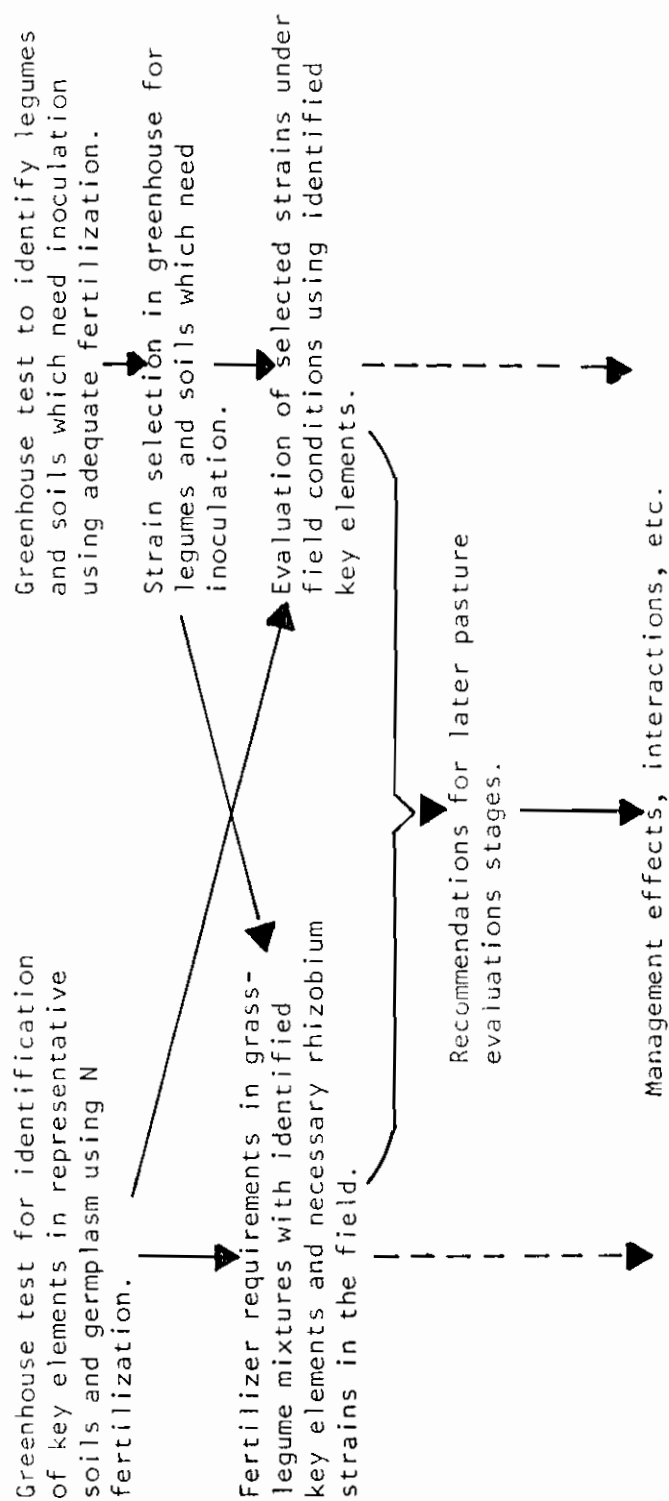 Greenhouse test for identification
of key elements in representative
soils and germplasm using N
fertilization.
Greenhouse test to identify legumes
and soils which need inoculation
using adequate fertilization.
Strain selection in greenhouse for
legumes and soils which need
inoculation.
Fertilizer requirements in grass-
legume mixtures with identified
key elements and necessary rhizobium
strains in the field.
Evaluation of selected strains under
field conditions using identified
key elements.
Recommendations for later pasture
evaluations stages.
Management effects, interactions, etc.